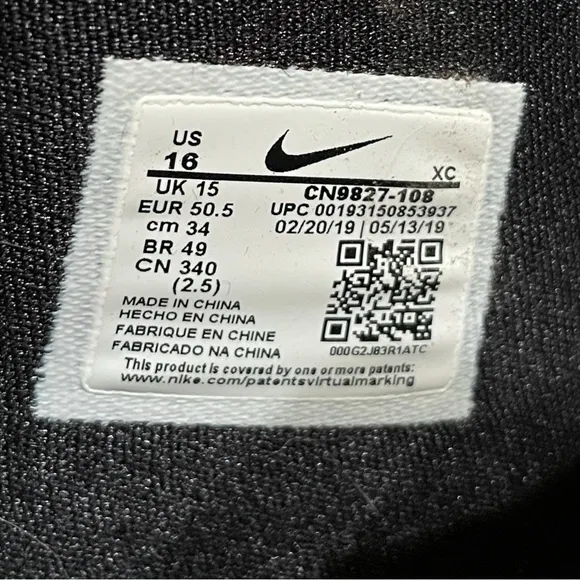 US
16
XC
UK 15
CN9827-108
EUR 50.5
UPC 00193150853937
cm 34
02/20/19 | 05/13/19
BR 49
CN 340
(2.5)
MADE IN CHINA
HECHO EN CHINA
FABRIQUE EN CHINE
FABRICADO NA CHINA
000G2J83R1ATC
This product is covered by one or more patents:
www.nike.com/patentsvirtualmarking